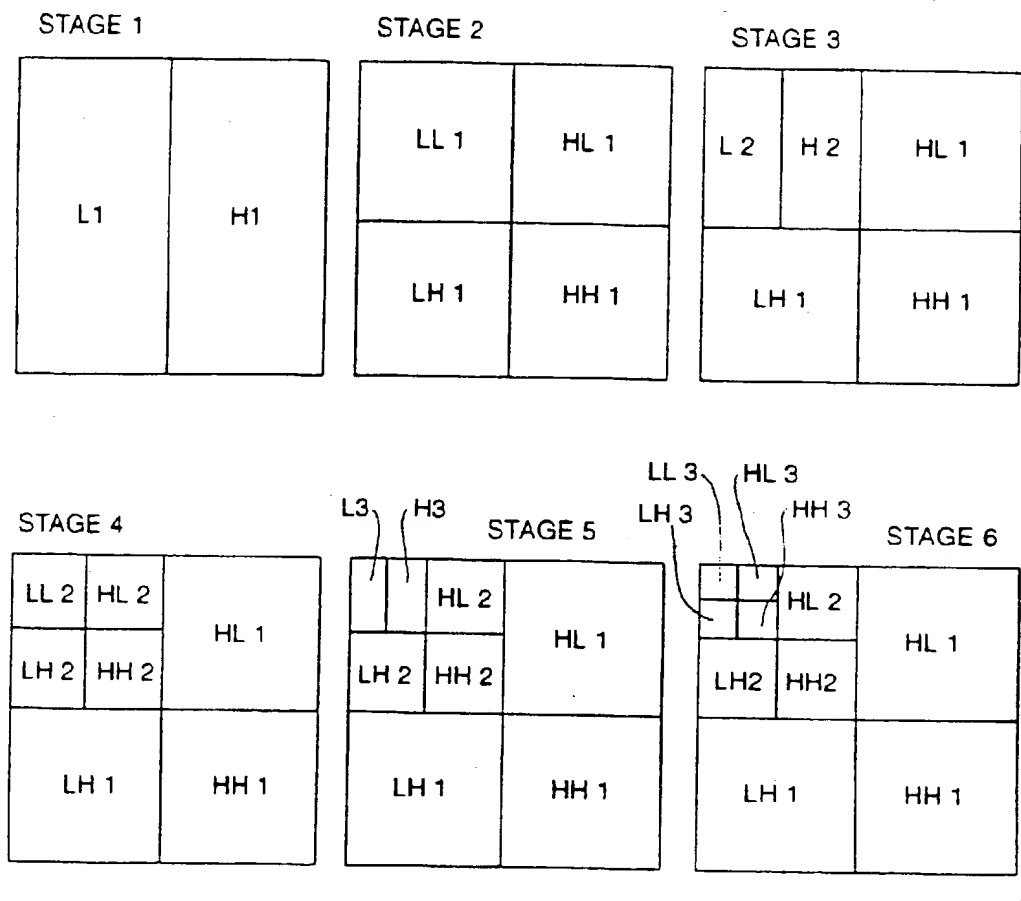 STAGE 1
L1 H1
STAGE 2
LL 1 HL 1
LH 1 HH 1
STAGE 3
L 2 H 2 HL 1
LH 1 HH 1
STAGE 4
LL 2 HL 2
HL 1
LH 2 HH 2
LH 1 HH 1
L3 H3
STAGE 5
HL 2
HL 1
LH 2 HH 2
LH 1 HH 1
LL 3 HL 3
LH 3 HH 3
STAGE 6
HL 2
HL 1
LH2 HH2
LH 1 HH 1